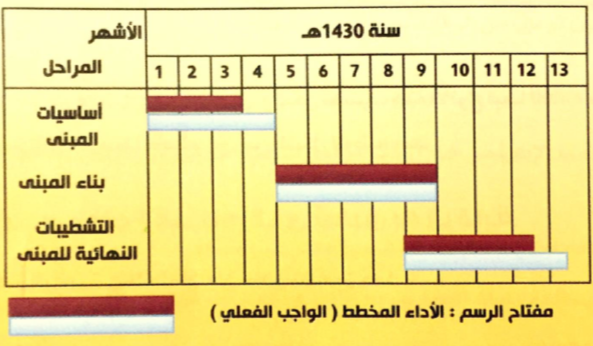 الأشهر
سنة 1430هـ
المراحل
1 2 3 4 5 6 7 8 9 10 11 12 13
أساسيات
المبنى
بناء المبنى
التشطيبات
النهائية للمبنى
مفتاح الرسم : الأداء المخطط ( الواجب الفعلي )